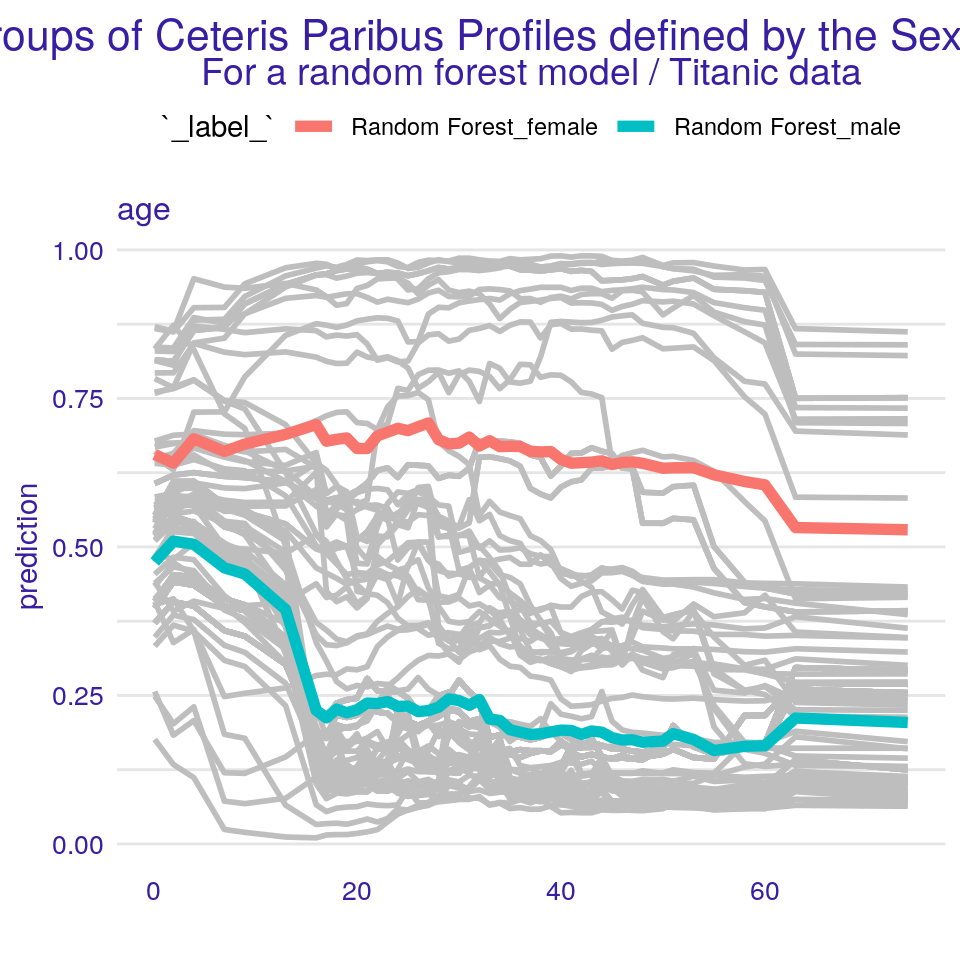 roups of Ceteris Paribus Profiles defined by the Sex
For a random forest model / Titanic data
`_label_` Random Forest_female Random Forest_male
age
1.00
0.75
0.50
0.25
0.00
prediction
0 20 40 60